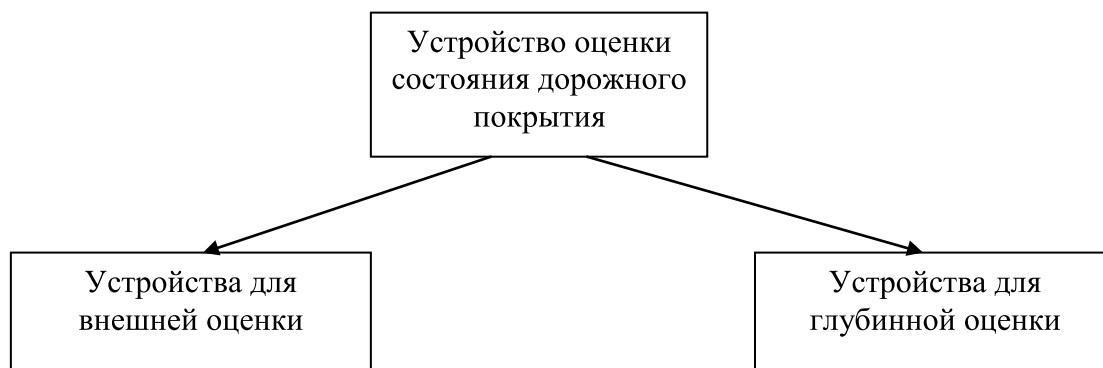 Устройство оценки
состояния дорожного
покрытия
Устройства для
внешней оценки
Устройства для
глубинной оценки